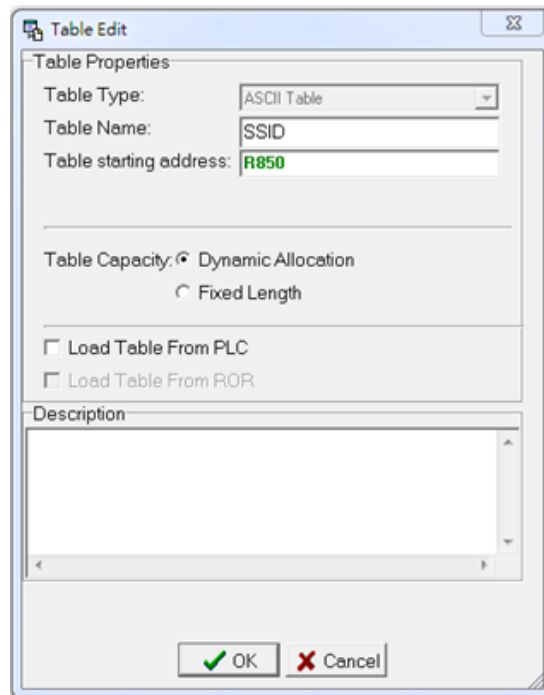 Table Edit
Table Properties
Table Type: ASCII Table
Table Name: SSID
Table starting address: R850
Table Capacity: Dynamic Allocation
Fixed Length
Load Table From PLC
Load Table From ROR
Description
OK Cancel